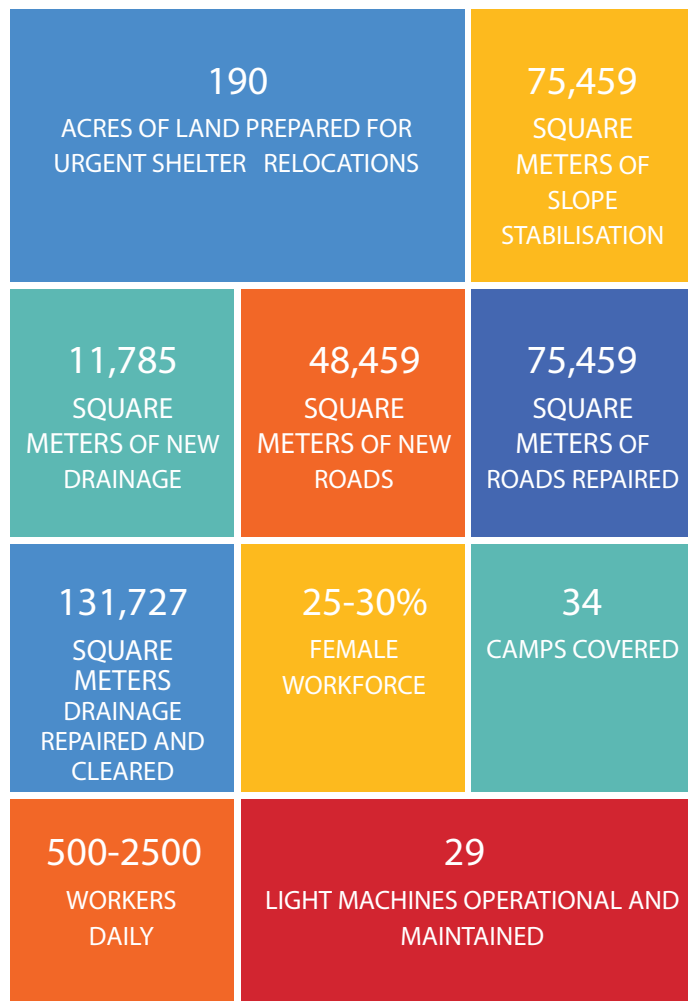 190
ACRES OF LAND PREPARED FOR
URGENT SHELTER RELOCATIONS
75,459
SQUARE
METERS OF
SLOPE
STABILISATION
11,785
SQUARE
METERS OF NEW
DRAINAGE
48,459
SQUARE
METERS OF NEW
ROADS
75,459
SQUARE
METERS OF
ROADS REPAIRED
131,727
SQUARE
METERS
DRAINAGE
REPAIRED AND
CLEARED
25-30%
FEMALE
WORKFORCE
34
CAMPS COVERED
500-2500
WORKERS
DAILY
29
LIGHT MACHINES OPERATIONAL AND
MAINTAINED